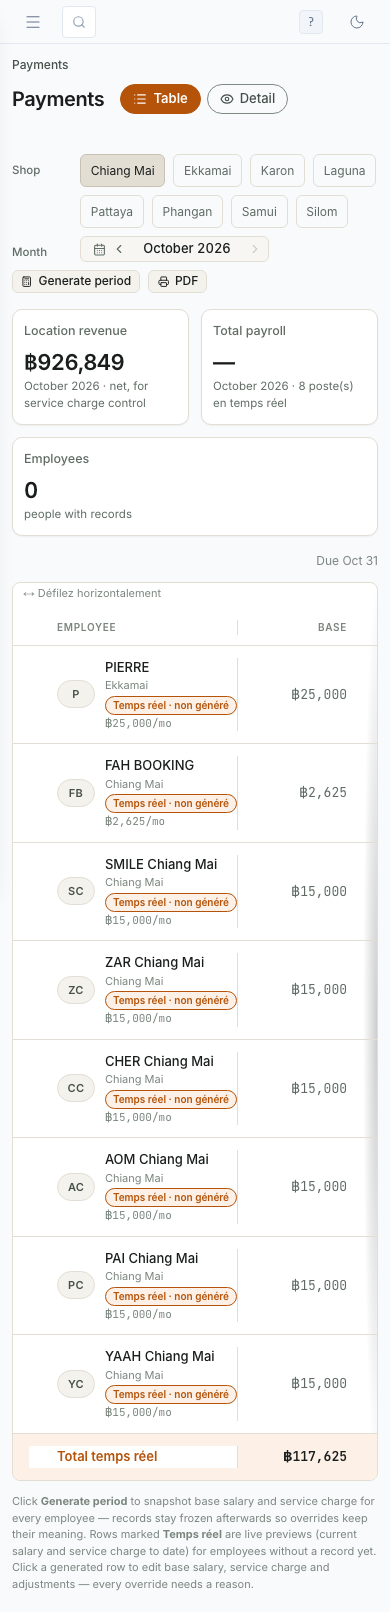 ?
Payments
Payments
Table
Detail
Shop
Chiang Mai
Ekkamai
Karon
Laguna
Pattaya
Phangan
Samui
Silom
Month
October 2026
Generate period
PDF
Location revenue
฿926,849
October 2026 · net, for
service charge control
Total payroll
—
October 2026 · 8 poste(s)
en temps réel
Employees
0
people with records
Due Oct 31
↔ Défilez horizontalement
EMPLOYEE
BASE
P
PIERRE
Ekkamai
Temps réel · non généré
฿25,000/mo
฿25,000
FB
FAH BOOKING
Chiang Mai
Temps réel · non généré
฿2,625/mo
฿2,625
SC
SMILE Chiang Mai
Chiang Mai
Temps réel · non généré
฿15,000/mo
฿15,000
ZC
ZAR Chiang Mai
Chiang Mai
Temps réel · non généré
฿15,000/mo
฿15,000
CC
CHER Chiang Mai
Chiang Mai
Temps réel · non généré
฿15,000/mo
฿15,000
AC
AOM Chiang Mai
Chiang Mai
Temps réel · non généré
฿15,000/mo
฿15,000
PC
PAI Chiang Mai
Chiang Mai
Temps réel · non généré
฿15,000/mo
฿15,000
YC
YAAH Chiang Mai
Chiang Mai
Temps réel · non généré
฿15,000/mo
฿15,000
Total temps réel
฿117,625
Click Generate period to snapshot base salary and service charge for
every employee — records stay frozen afterwards so overrides keep
their meaning. Rows marked Temps réel are live previews (current
salary and service charge to date) for employees without a record yet.
Click a generated row to edit base salary, service charge and
adjustments — every override needs a reason.